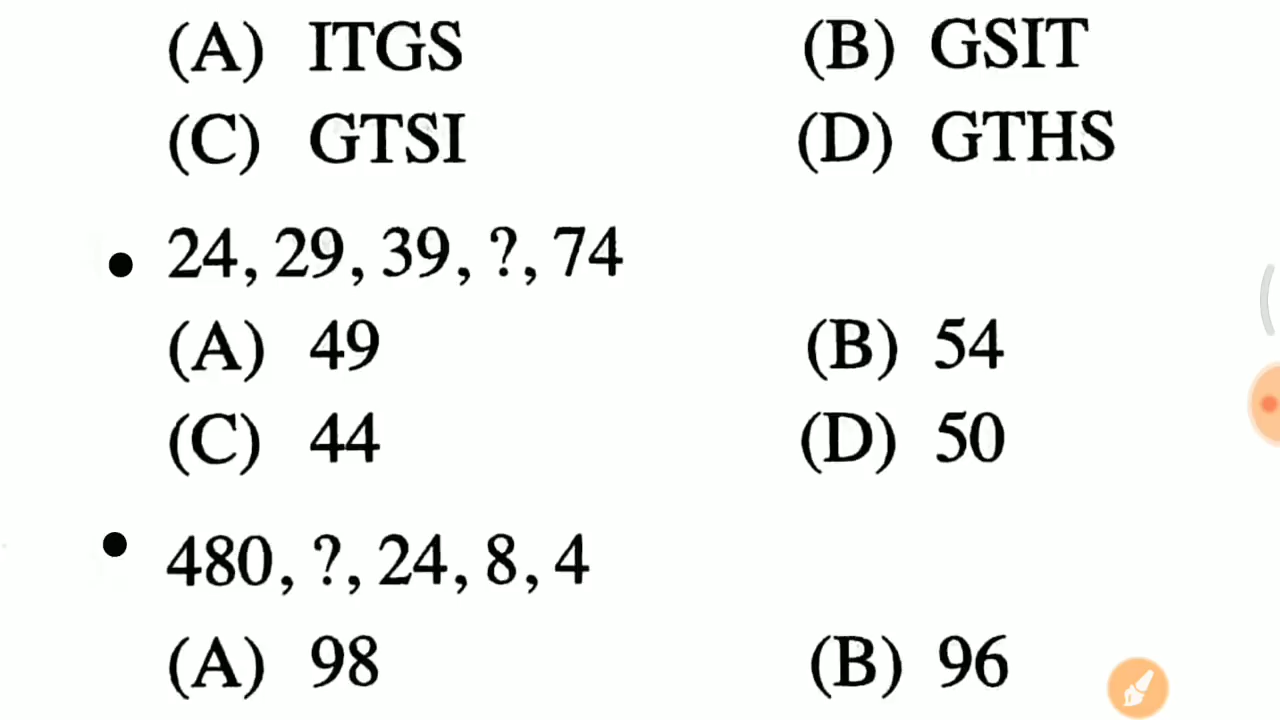 (A) ITGS (B) GSIT
(C) GTSI (D) GTHS
• 24, 29, 39, ?, 74
(A) 49 (B) 54
(C) 44 (D) 50
• 480, ?, 24, 8, 4
(A) 98 (B) 96